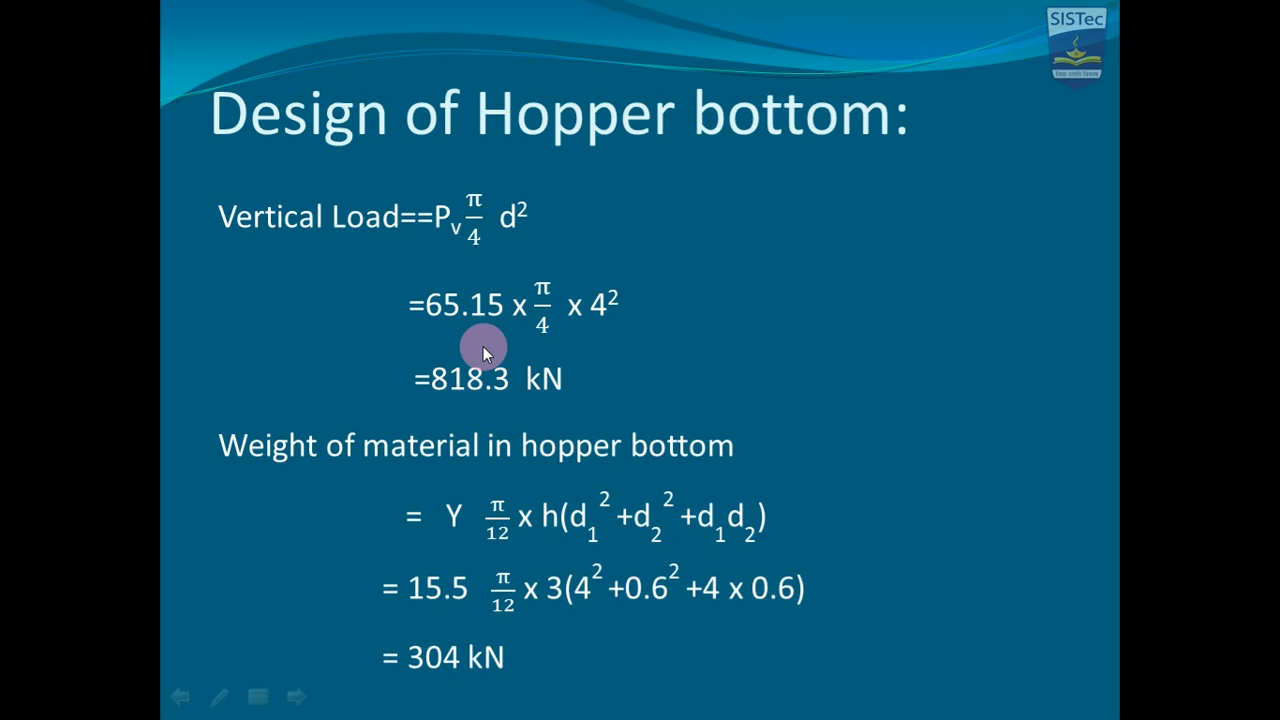 SISTec
Design of Hopper bottom:
Vertical Load==Pᵥ π/4 d²
=65.15 x π/4 x 4²
=818.3 kN
Weight of material in hopper bottom
= Y π/12 x h(d₁² +d₂² +d₁d₂)
= 15.5 π/12 x 3(4² +0.6² +4 x 0.6)
= 304 kN